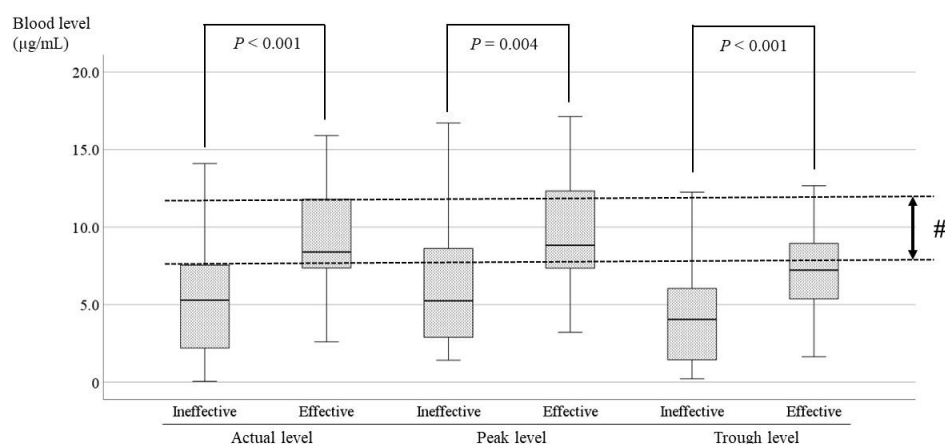 Blood level
(µg/mL)
P < 0.001
P = 0.004
P < 0.001
20.0
15.0
10.0
5.0
0
#
Ineffective Effective Ineffective Effective Ineffective Effective
Actual level Peak level Trough level